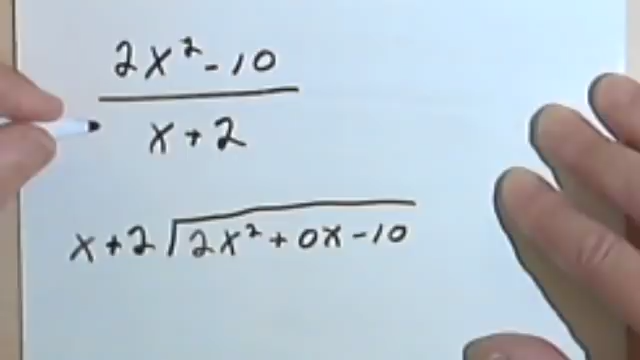 2x² - 10
x + 2
x + 2 2x² + 0x - 10